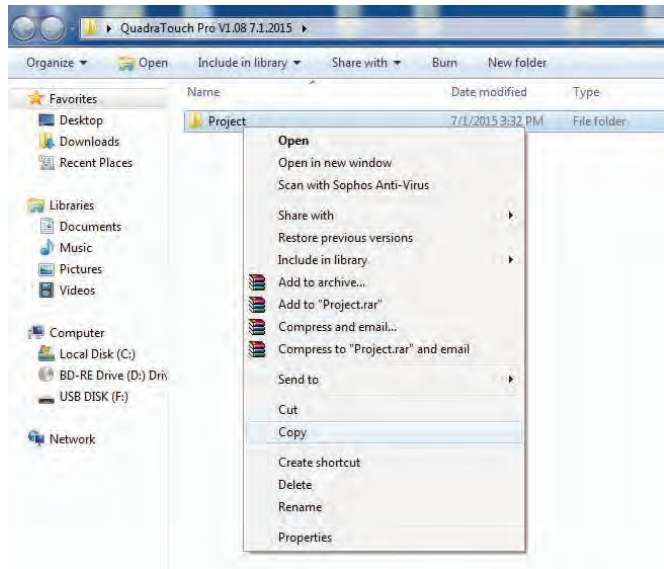 QuadraTouch Pro V1.08 7.1.2015
Organize Open Include in library Share with Burn New folder
Name Date modified Type
Favorites
Desktop
Downloads
Recent Places
Libraries
Documents
Music
Pictures
Videos
Computer
Local Disk (C:)
BD-RE Drive (D:) Driv
USB DISK (F:)
Network
Project 7/1/2015 3:32 PM File folder
Open
Open in new window
Scan with Sophos Anti-Virus
Share with
Restore previous versions
Include in library
Add to archive...
Add to "Project.rar"
Compress and email...
Compress to "Project.rar" and email
Send to
Cut
Copy
Create shortcut
Delete
Rename
Properties